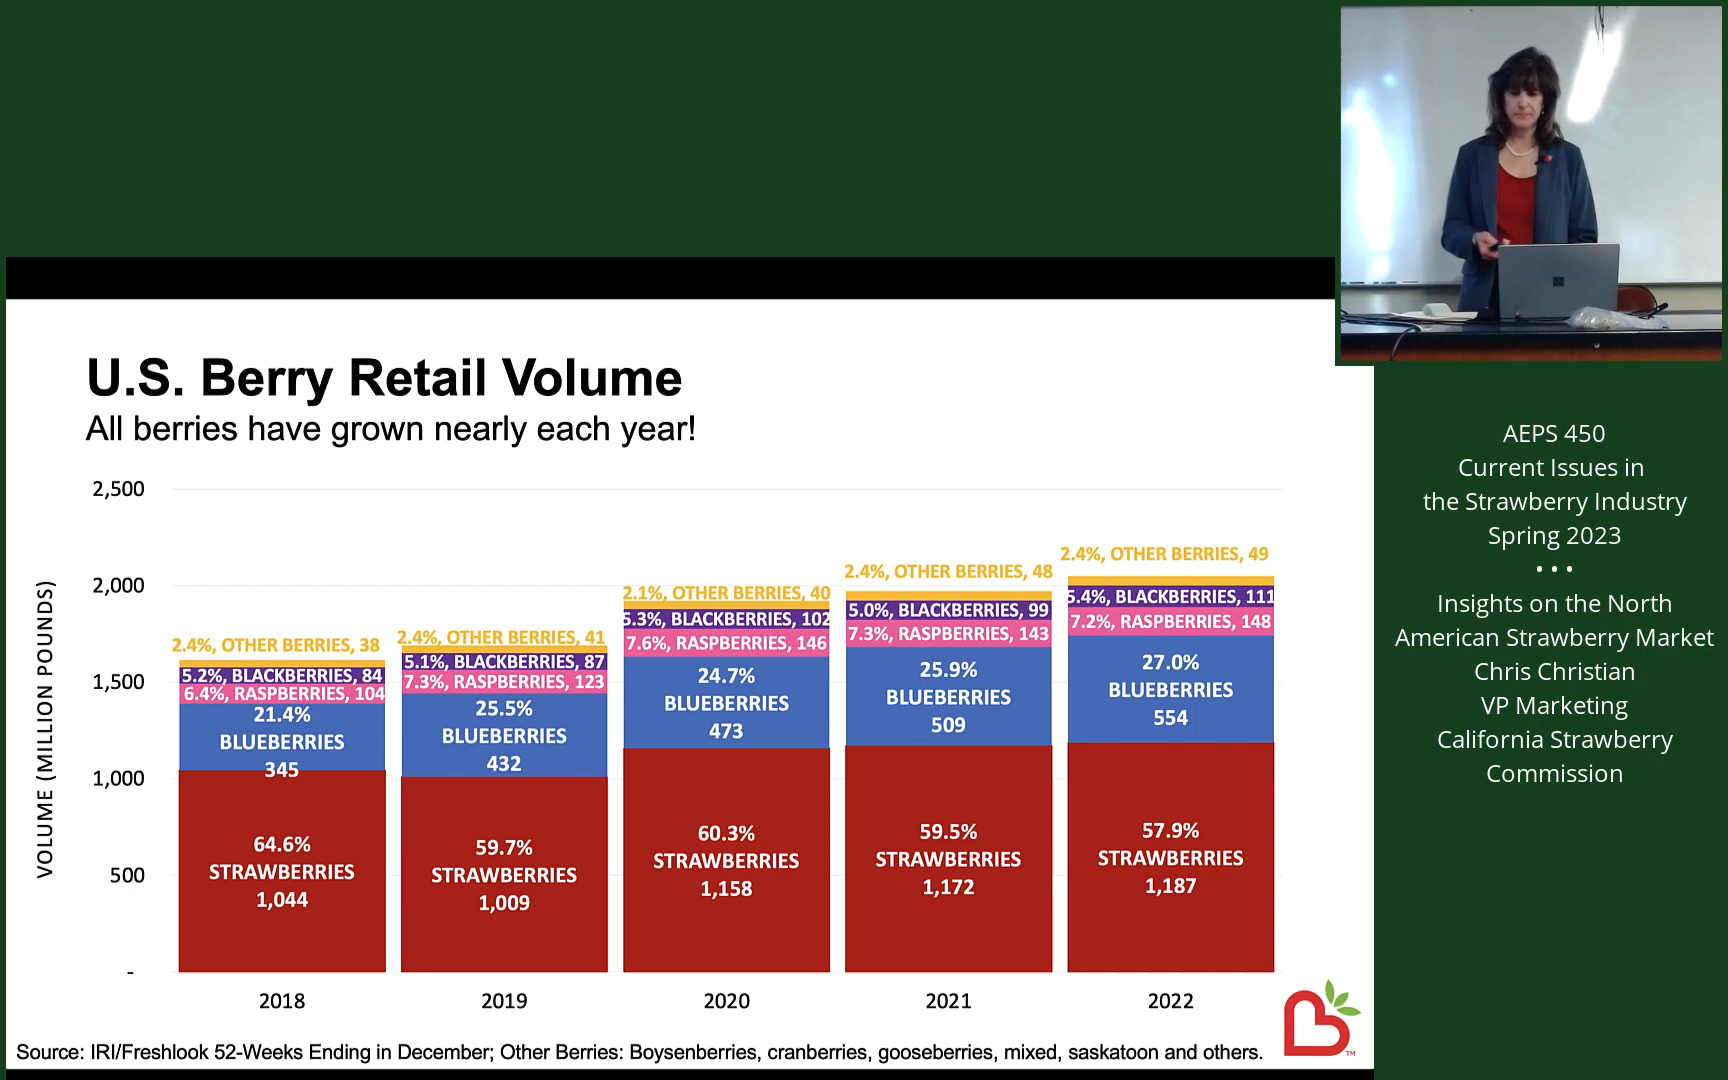 U.S. Berry Retail Volume
All berries have grown nearly each year!
VOLUME (MILLION POUNDS)
2,500
2,000
1,500
1,000
500
-
2.4%, OTHER BERRIES, 38
5.2%, BLACKBERRIES, 84
6.4%, RASPBERRIES, 104
21.4%
BLUEBERRIES
345
64.6%
STRAWBERRIES
1,044
2018
2.4%, OTHER BERRIES, 41
5.1%, BLACKBERRIES, 87
7.3%, RASPBERRIES, 123
25.5%
BLUEBERRIES
432
59.7%
STRAWBERRIES
1,009
2019
2.1%, OTHER BERRIES, 40
5.3%, BLACKBERRIES, 102
7.6%, RASPBERRIES, 146
24.7%
BLUEBERRIES
473
60.3%
STRAWBERRIES
1,158
2020
2.4%, OTHER BERRIES, 48
5.0%, BLACKBERRIES, 99
7.3%, RASPBERRIES, 143
25.9%
BLUEBERRIES
509
59.5%
STRAWBERRIES
1,172
2021
2.4%, OTHER BERRIES, 49
5.4%, BLACKBERRIES, 111
7.2%, RASPBERRIES, 148
27.0%
BLUEBERRIES
554
57.9%
STRAWBERRIES
1,187
2022
Source: IRI/Freshlook 52-Weeks Ending in December; Other Berries: Boysenberries, cranberries, gooseberries, mixed, saskatoon and others.
TM
AEPS 450
Current Issues in
the Strawberry Industry
Spring 2023
• • •
Insights on the North
American Strawberry Market
Chris Christian
VP Marketing
California Strawberry
Commission